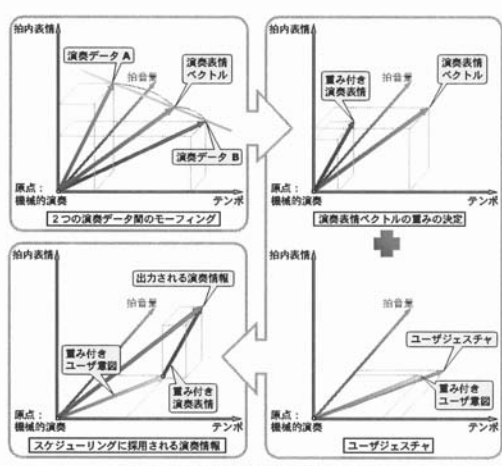 拍内表情
演奏データ A
拍音量
演奏表情
ベクトル
演奏データ B
原点:
機械的演奏
テンポ
2つの演奏データ間のモーフィング
拍内表情
重み付き
演奏表情
拍音量
演奏表情
ベクトル
原点:
機械的演奏
テンポ
演奏表情ベクトルの重みの決定
拍内表情
出力される演奏情報
拍音量
重み付き
ユーザ意図
重み付き
演奏表情
原点:
機械的演奏
テンポ
スケジューリングに採用される演奏情報
拍内表情
拍音量
ユーザジェスチャ
重み付き
ユーザ意図
原点:
機械的演奏
テンポ
ユーザジェスチャ